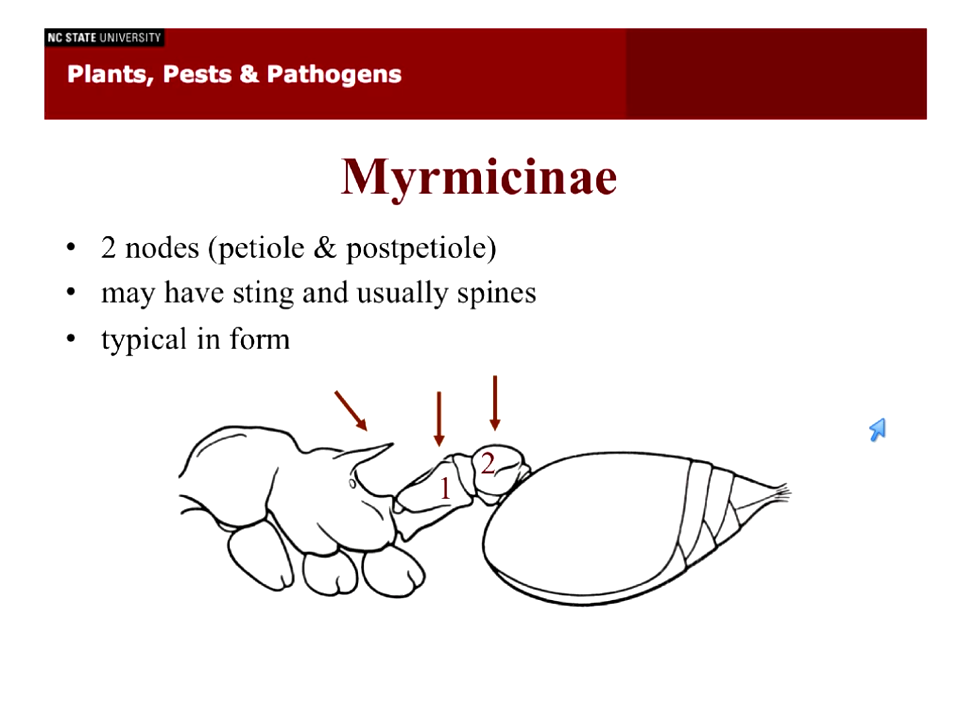 NC STATE UNIVERSITY
Plants, Pests & Pathogens
Myrmicinae
• 2 nodes (petiole & postpetiole)
• may have sting and usually spines
• typical in form
2
1